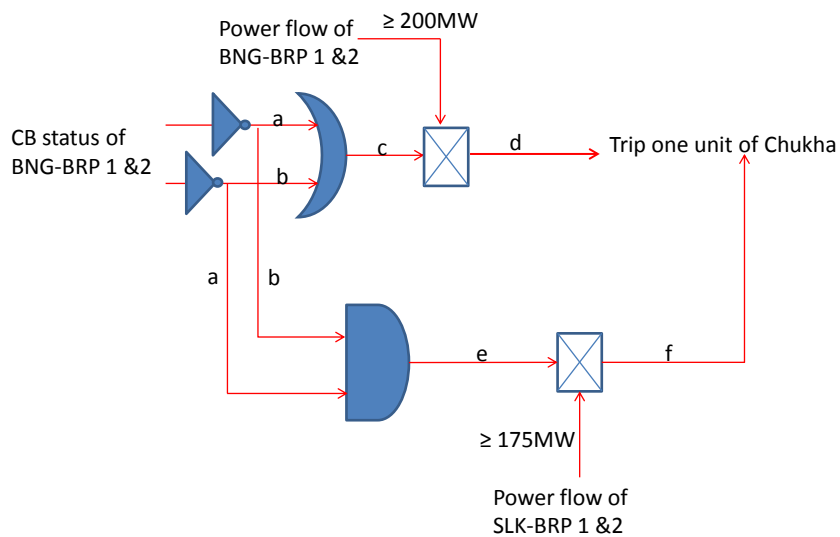 Power flow of
BNG-BRP 1 &2
≥ 200MW
CB status of
BNG-BRP 1 &2
a
b
c
d
Trip one unit of Chukha
a
b
e
f
≥ 175MW
Power flow of
SLK-BRP 1 &2